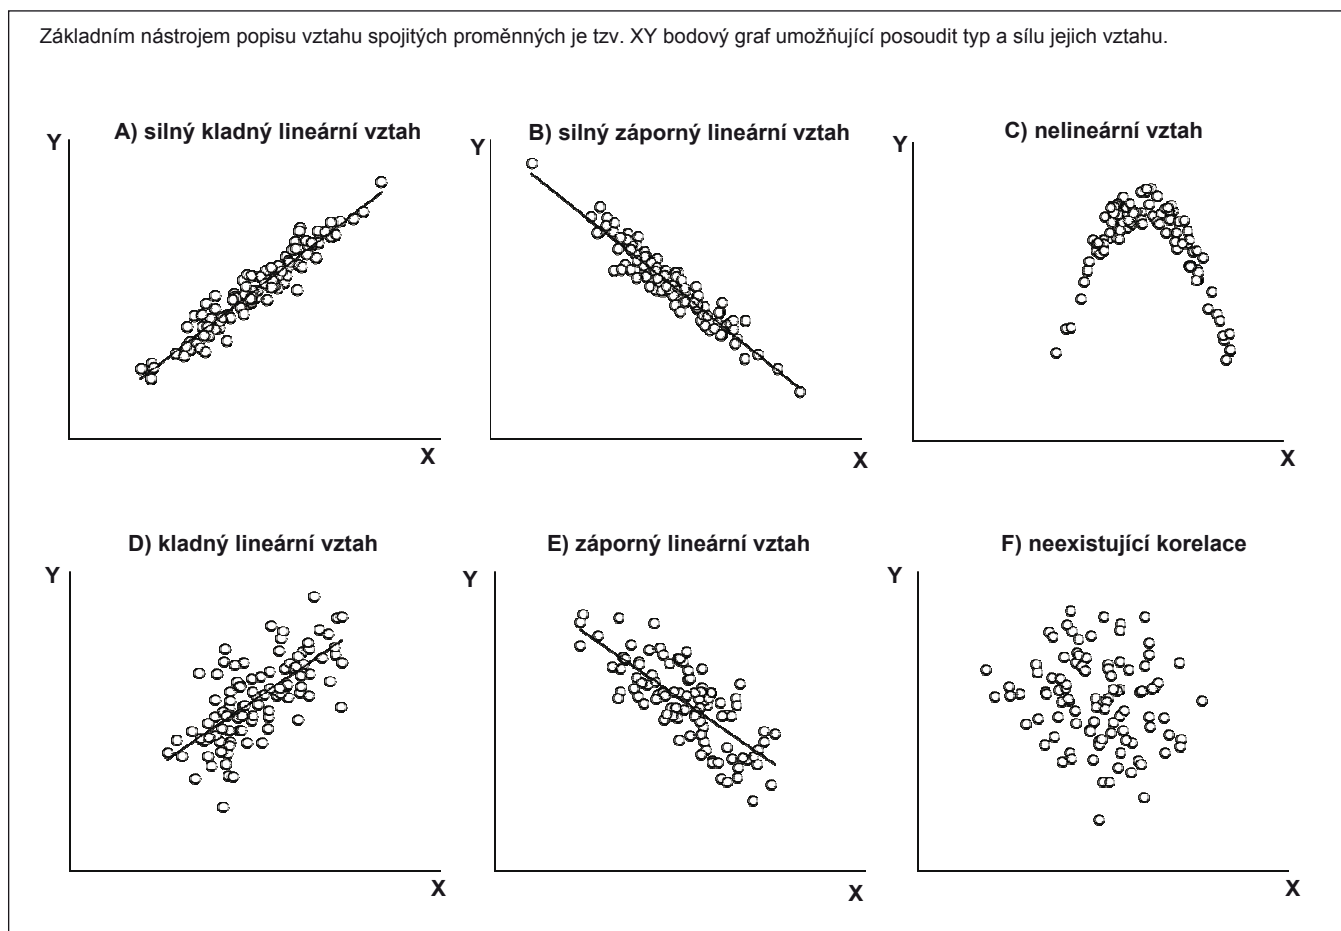 Základním nástrojem popisu vztahu spojitých proměnných je tzv. XY bodový graf umožňující posoudit typ a sílu jejich vztahu.
A) silný kladný lineární vztah
Y
X
B) silný záporný lineární vztah
Y
X
C) nelineární vztah
Y
X
D) kladný lineární vztah
Y
X
E) záporný lineární vztah
Y
X
F) neexistující korelace
Y
X